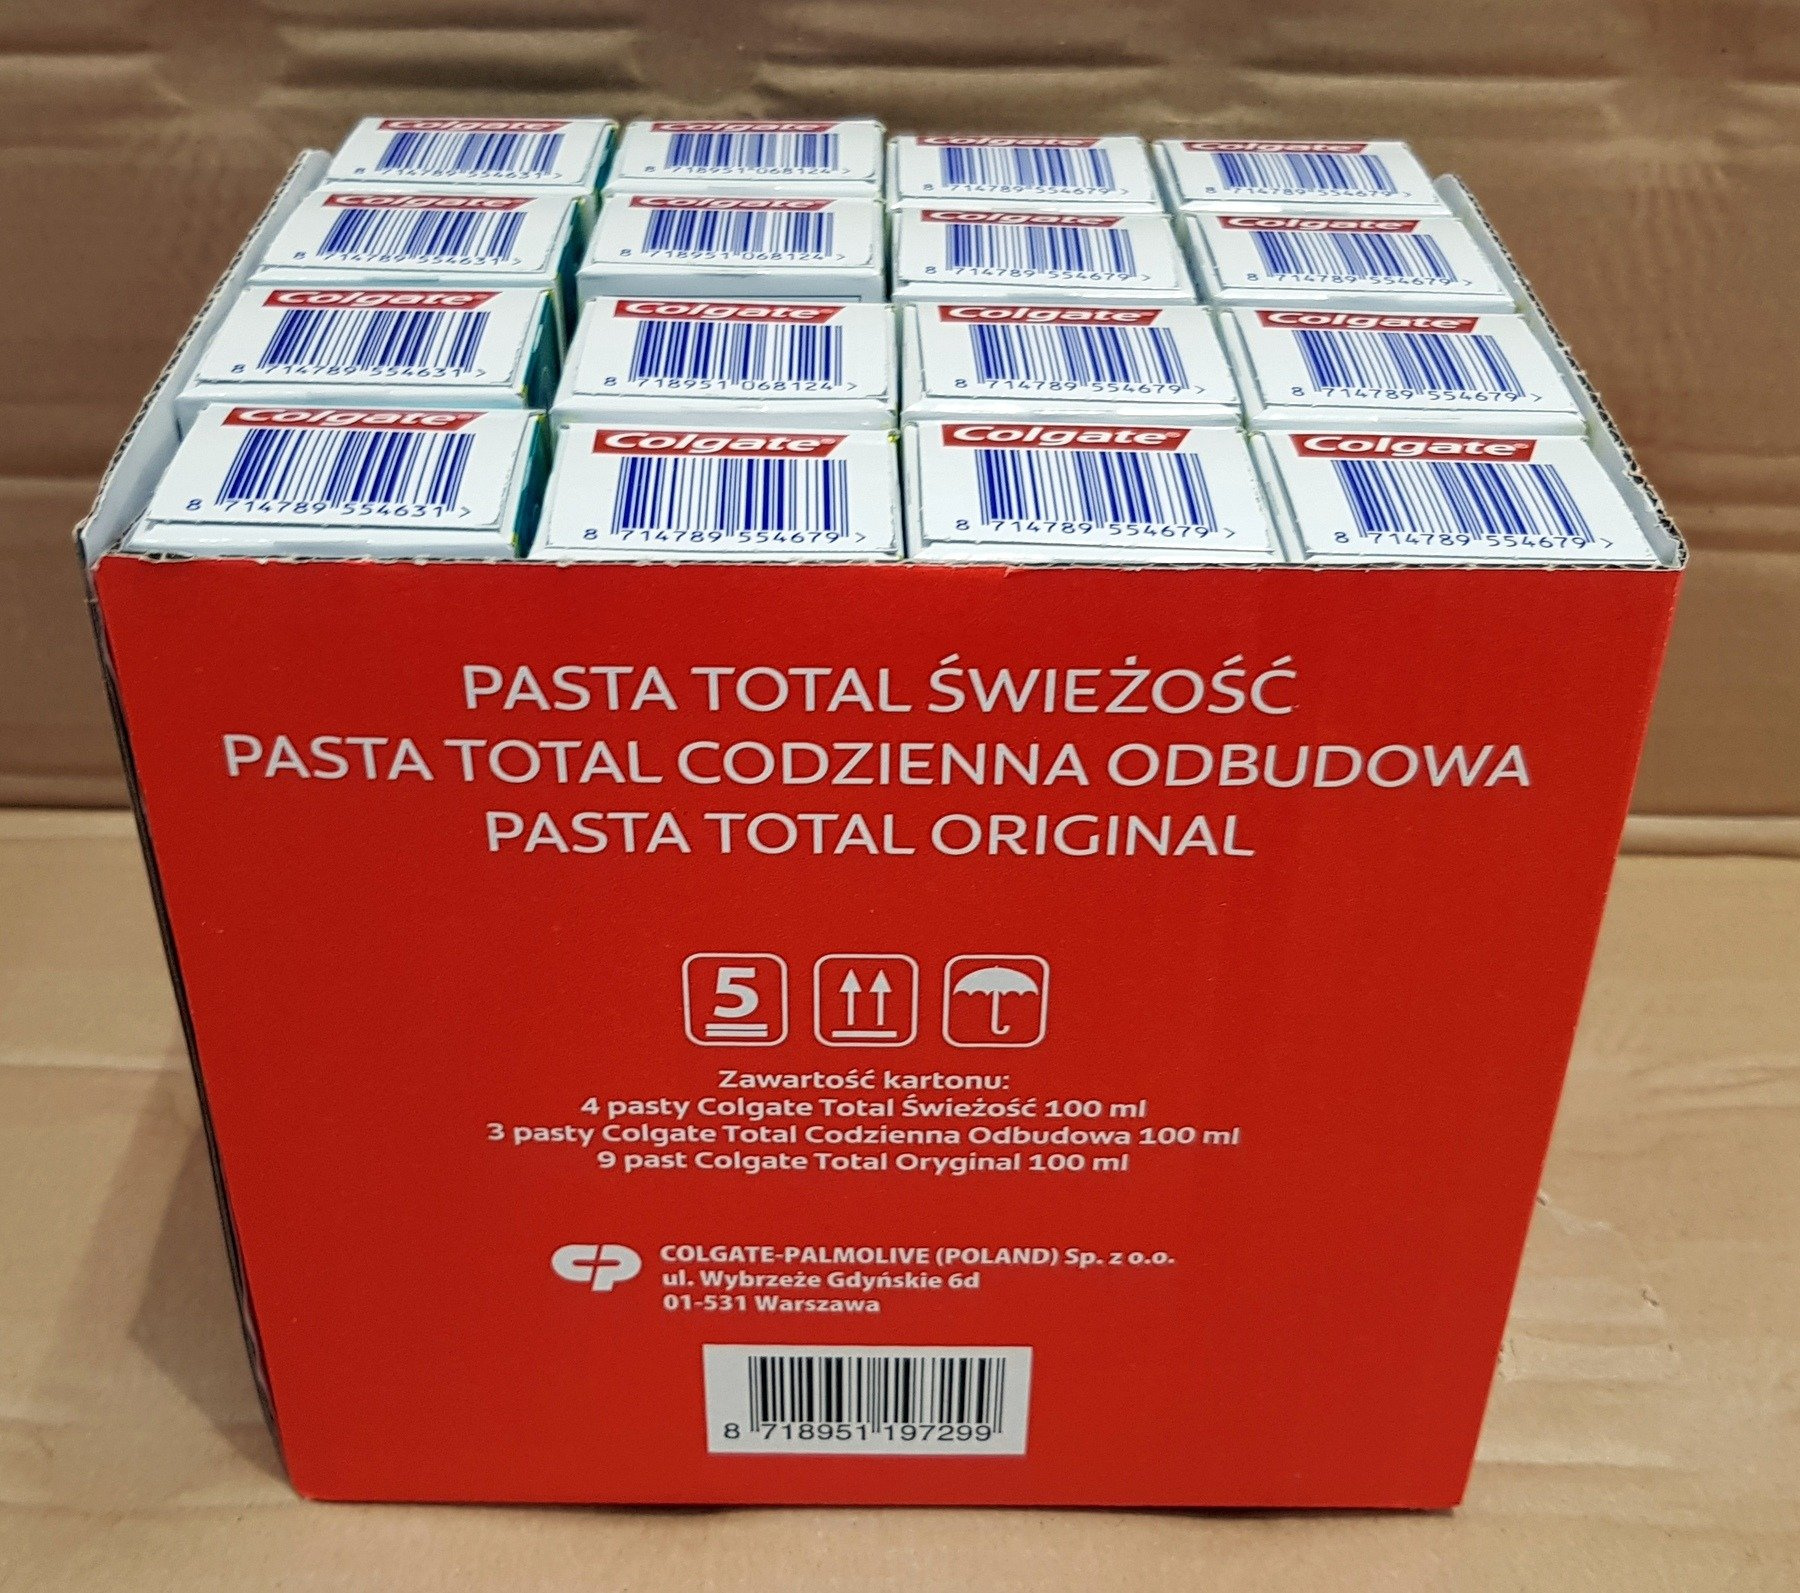 Colgate Colgate Colgate Colgate
8 714789 554631 > 8 718951 068124 > 8 714789 554679 > 8 714789 554679 >
Colgate Colgate Colgate Colgate
8 714789 554631 > 8 718951 068124 > 8 714789 554679 > 8 714789 554679 >
Colgate Colgate Colgate Colgate
8 714789 554631 > 8 718951 068124 > 8 714789 554679 > 8 714789 554679 >
Colgate Colgate Colgate Colgate
8 714789 554631 > 8 714789 554679 > 8 714789 554679 > 8 714789 554679 >
PASTA TOTAL ŚWIEŻOŚĆ
PASTA TOTAL CODZIENNA ODBUDOWA
PASTA TOTAL ORIGINAL
5
Zawartość kartonu:
4 pasty Colgate Total Świeżość 100 ml
3 pasty Colgate Total Codzienna Odbudowa 100 ml
9 past Colgate Total Oryginal 100 ml
CP COLGATE-PALMOLIVE (POLAND) Sp. z o.o.
ul. Wybrzeże Gdyńskie 6d
01-531 Warszawa
8 718951 197299